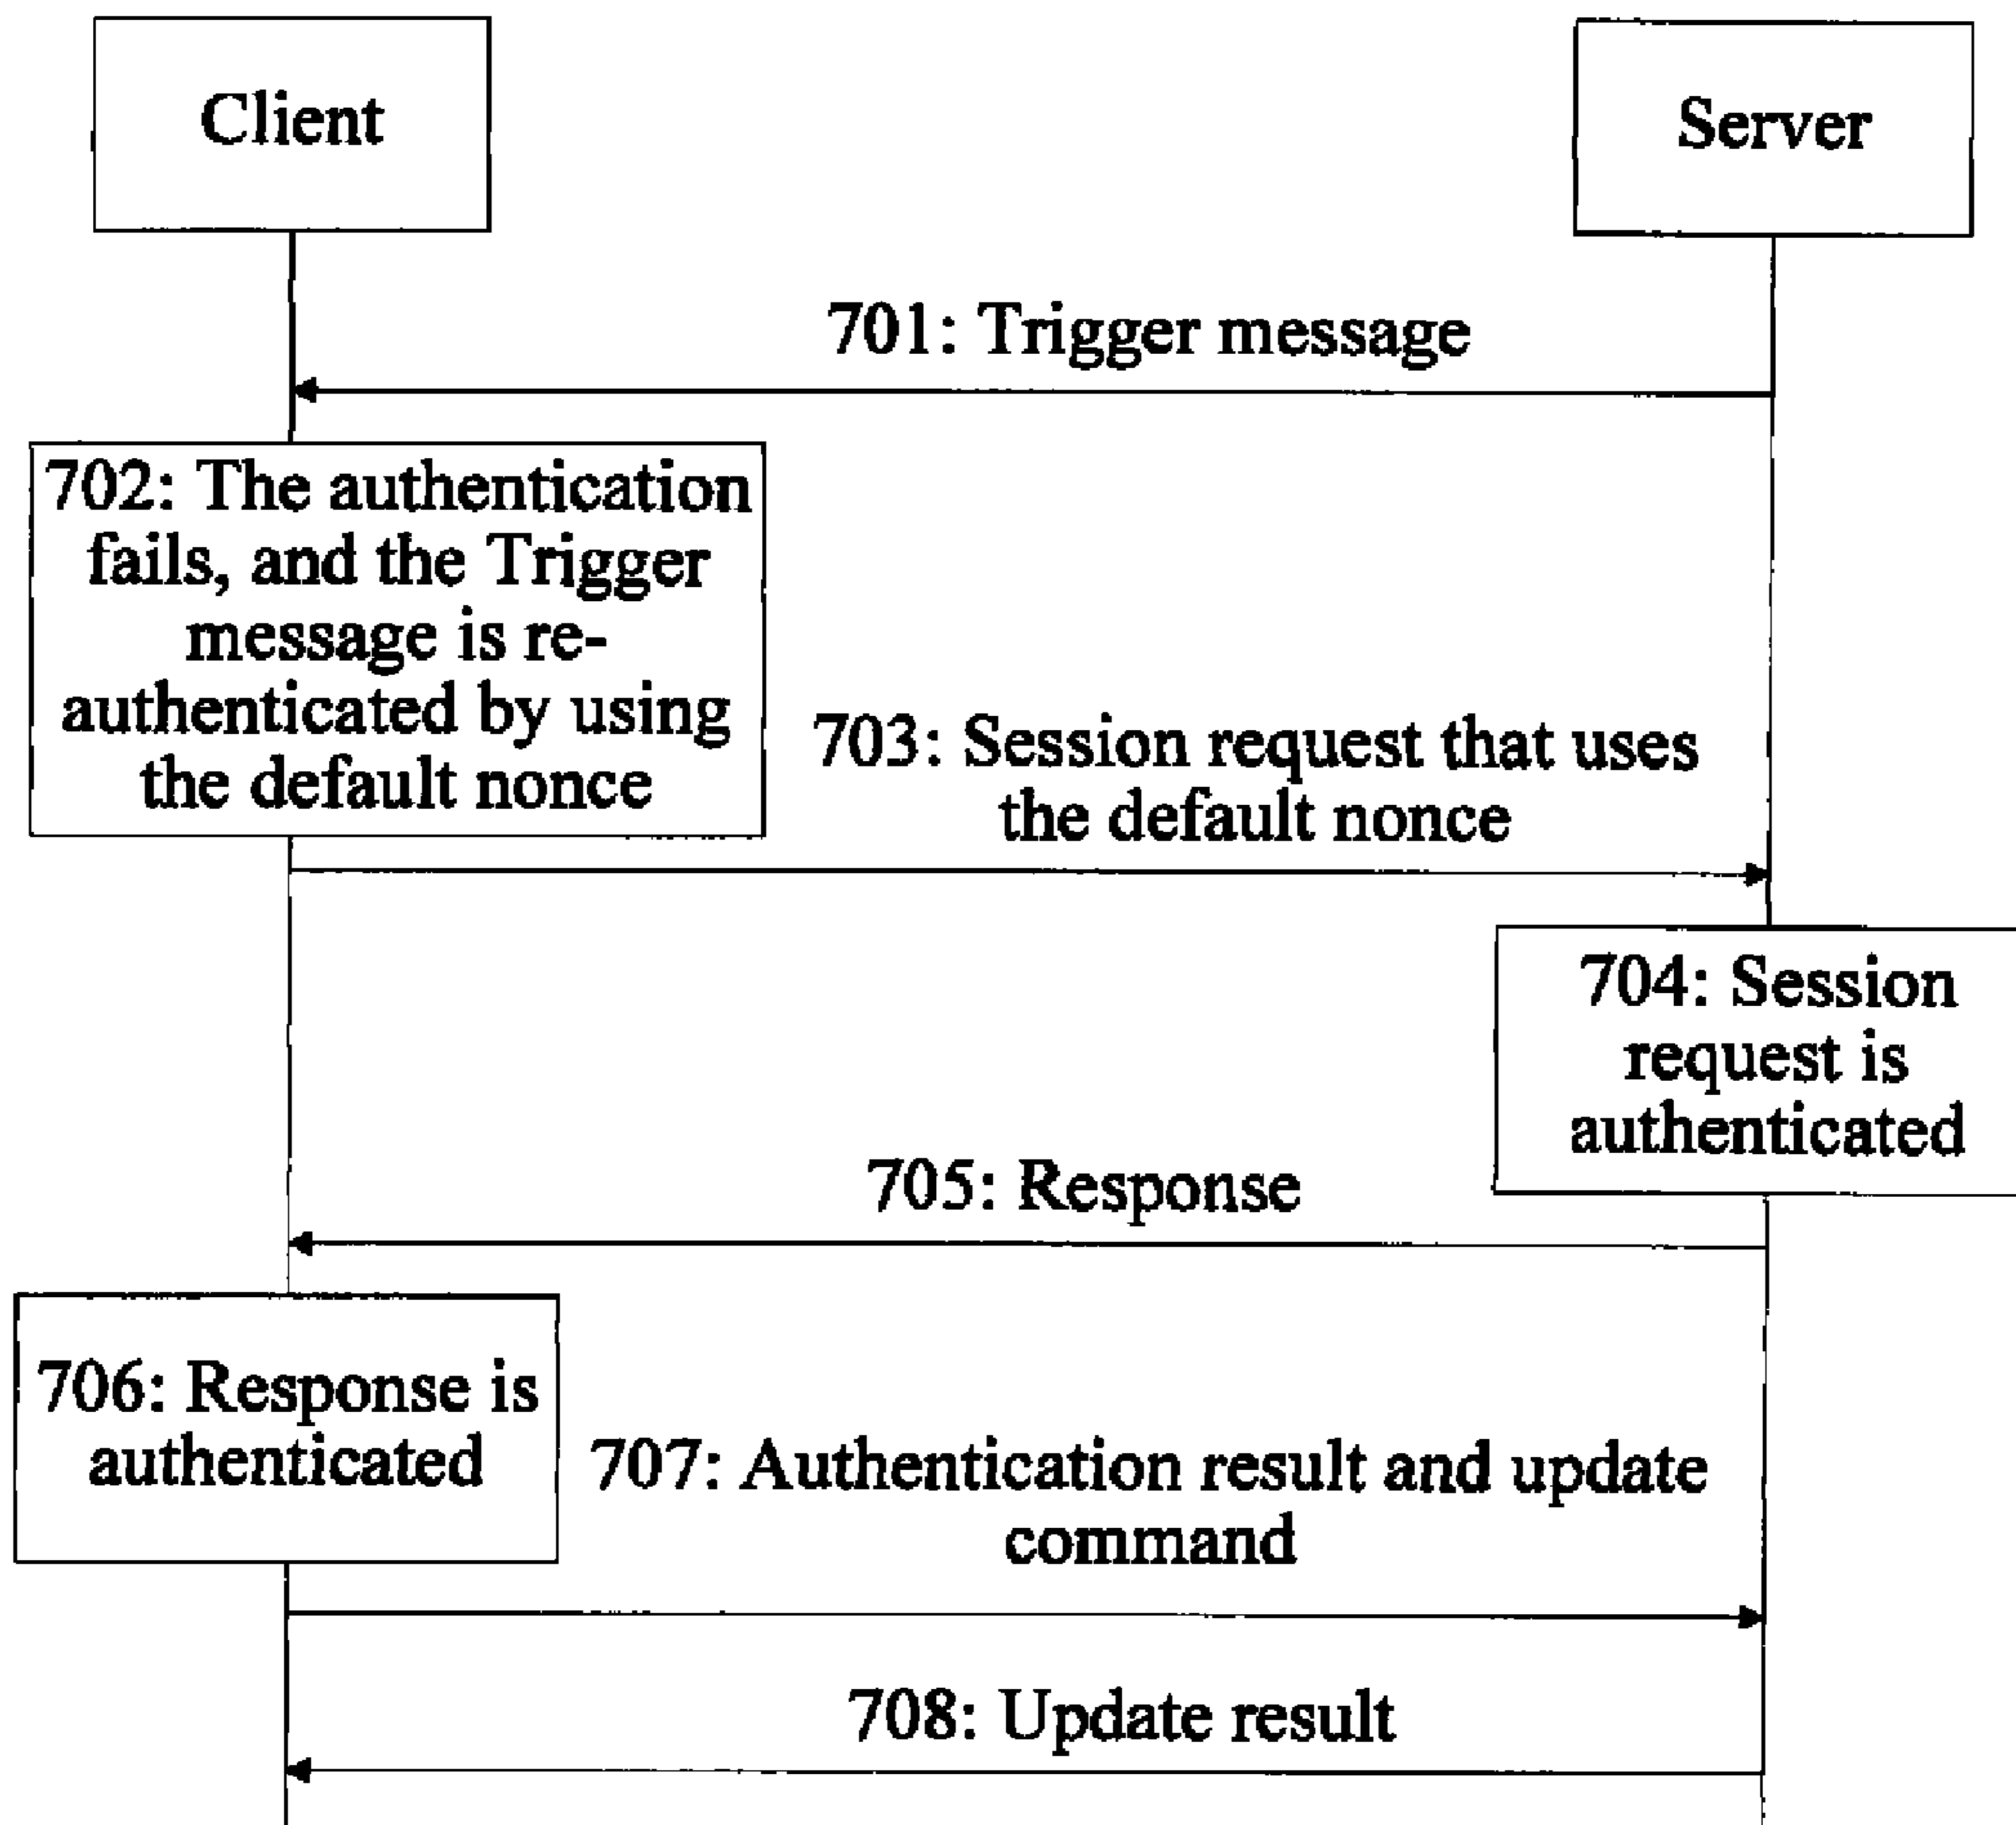 Client
Server
701: Trigger message
702: The authentication
fails, and the Trigger
message is re-
authenticated by using
the default nonce
703: Session request that uses
the default nonce
704: Session
request is
authenticated
705: Response
706: Response is
authenticated
707: Authentication result and update
command
708: Update result